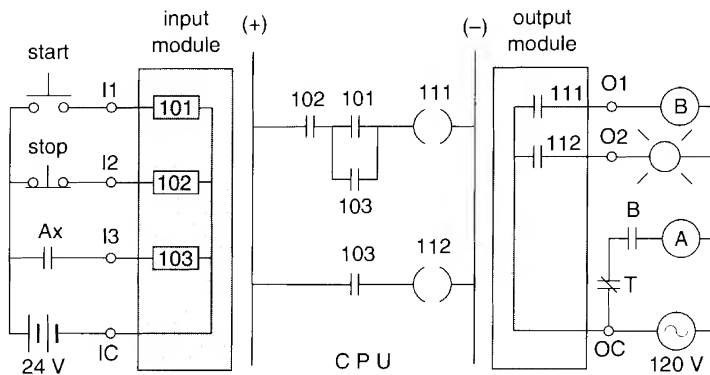 input
module
(+)
(–)
output
module
start
I1
101
stop
I2
102
Ax
I3
103
24 V
IC
102
101
111
103
103
112
C P U
111
O1
B
112
O2
B
A
T
OC
120 V